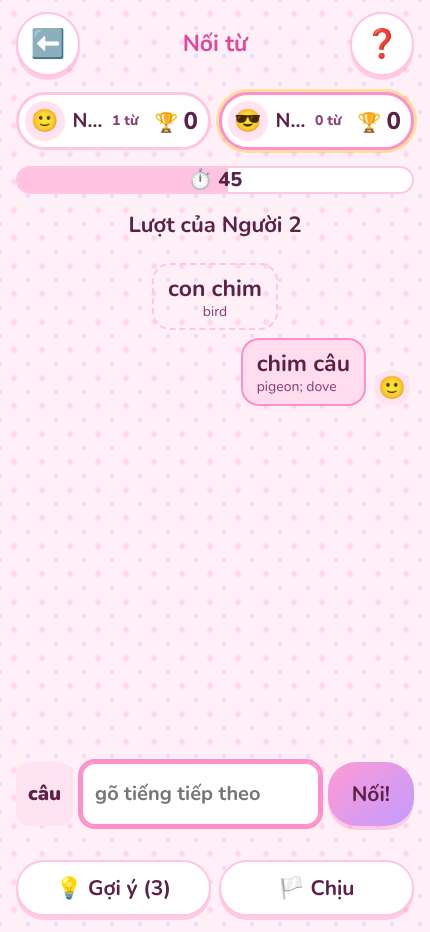 Nối từ
N... 1 từ 0
N... 0 từ 0
45
Lượt của Người 2
con chim
bird
chim câu
pigeon; dove
câu
gõ tiếng tiếp theo
Nối!
Gợi ý (3)
Chịu